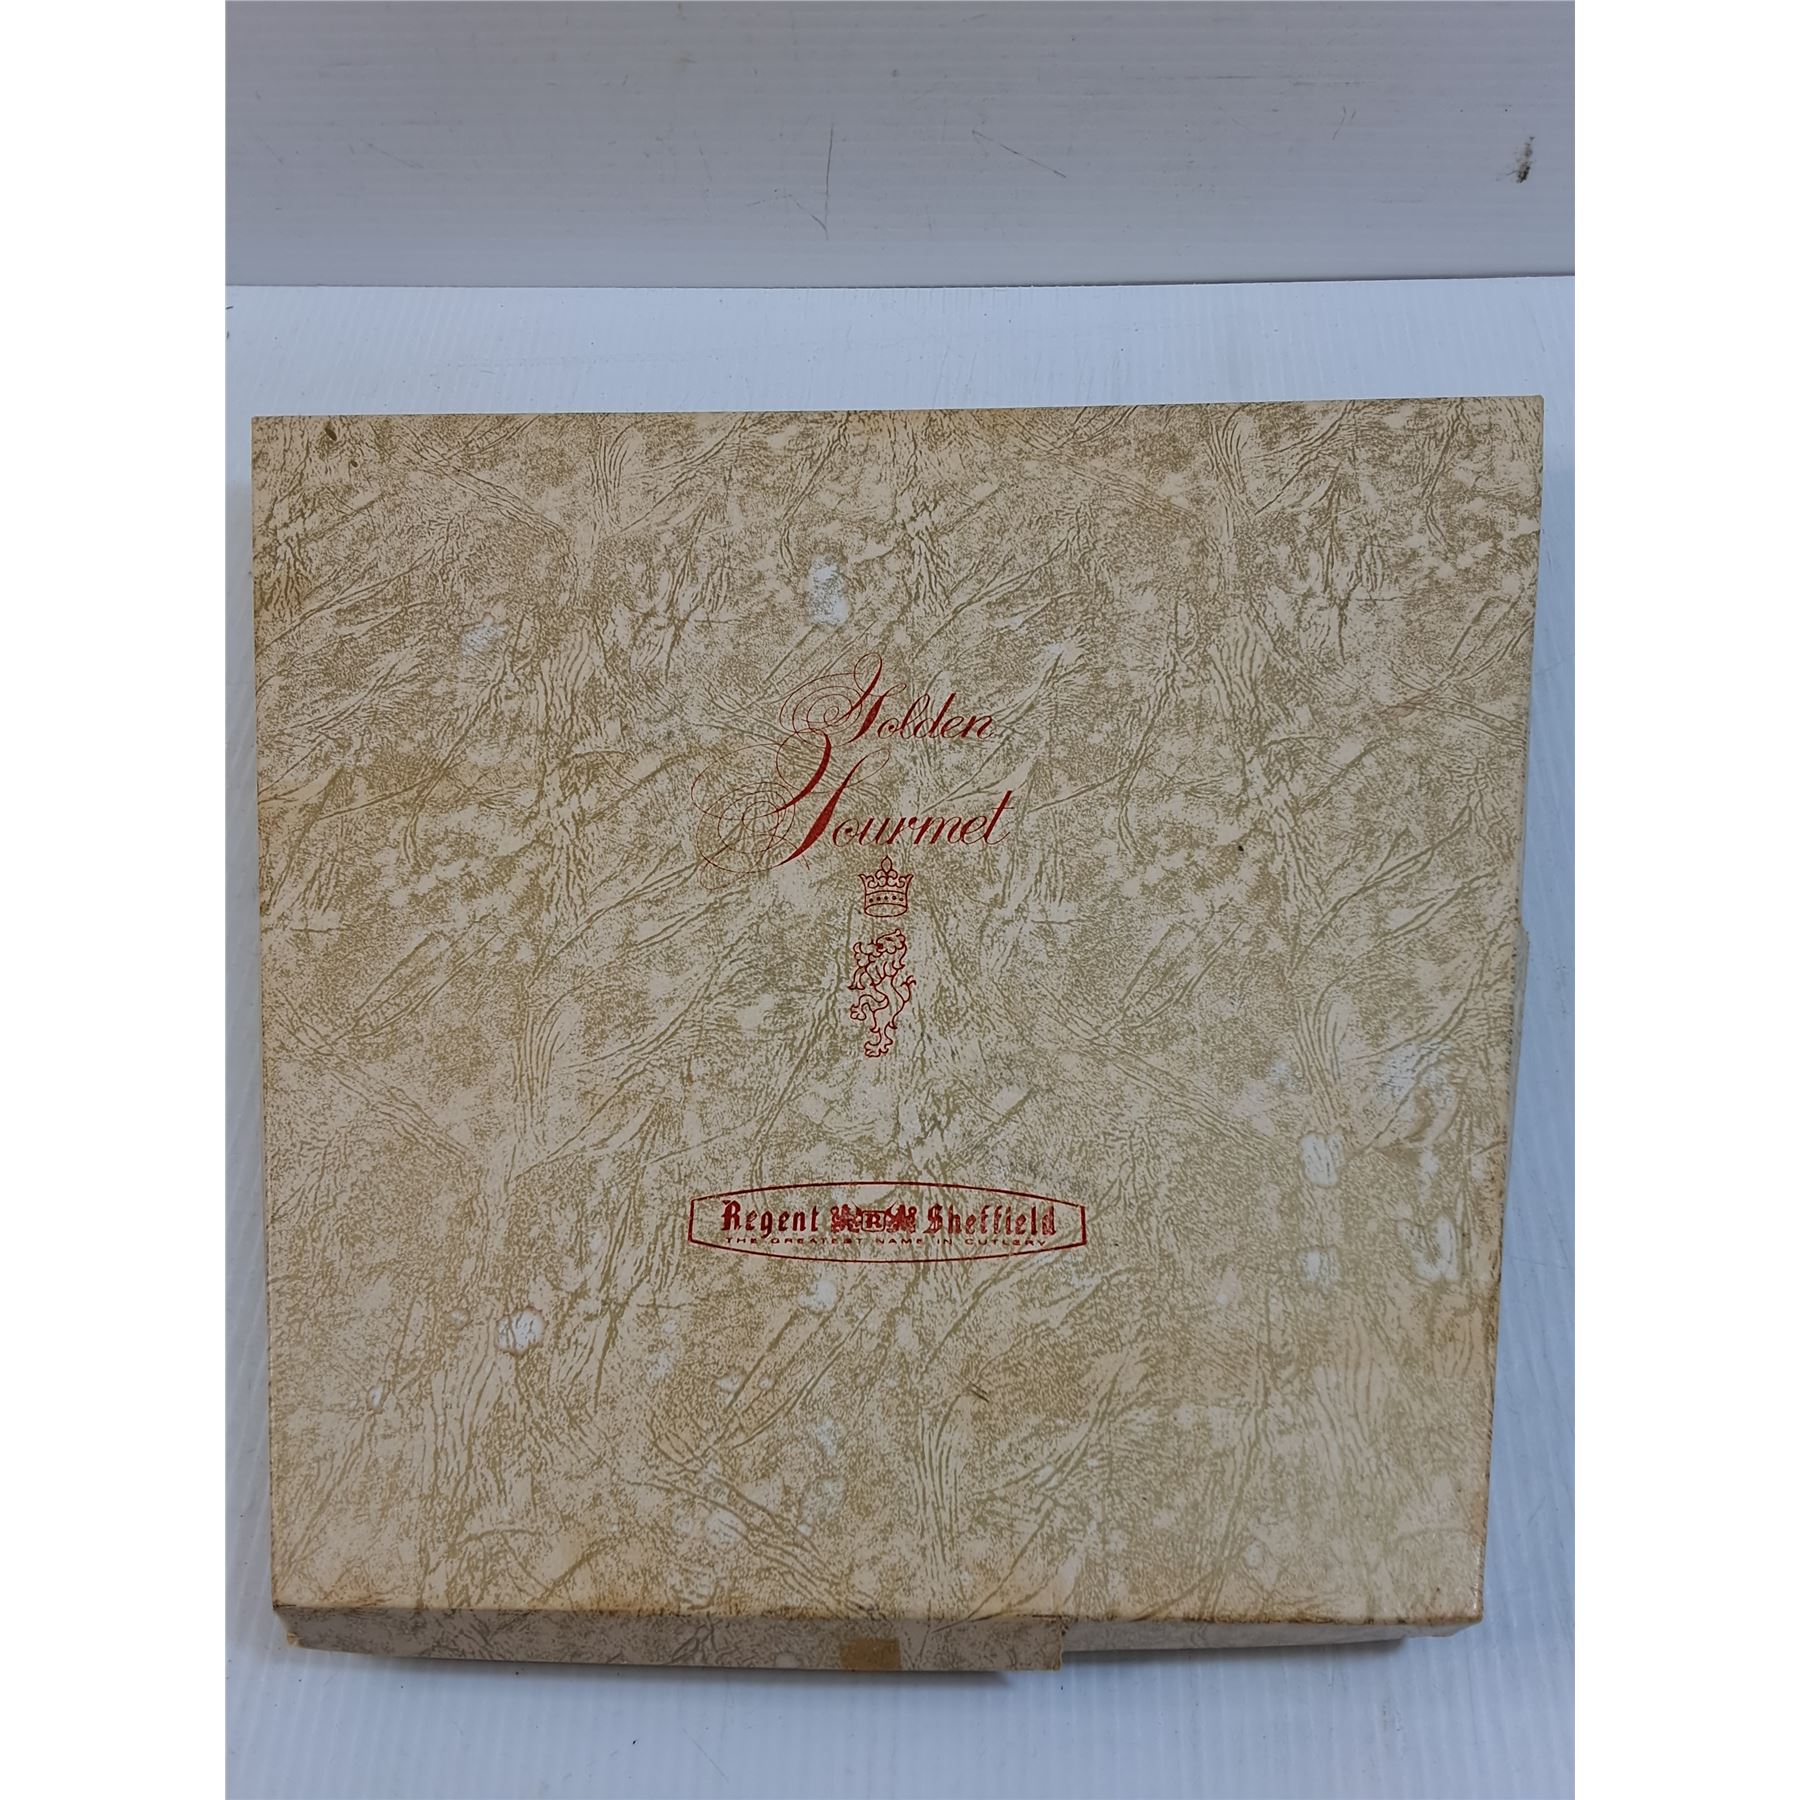 Golden
Gourmet
Regent R Sheffield
THE GREATEST NAME IN CUTLERY